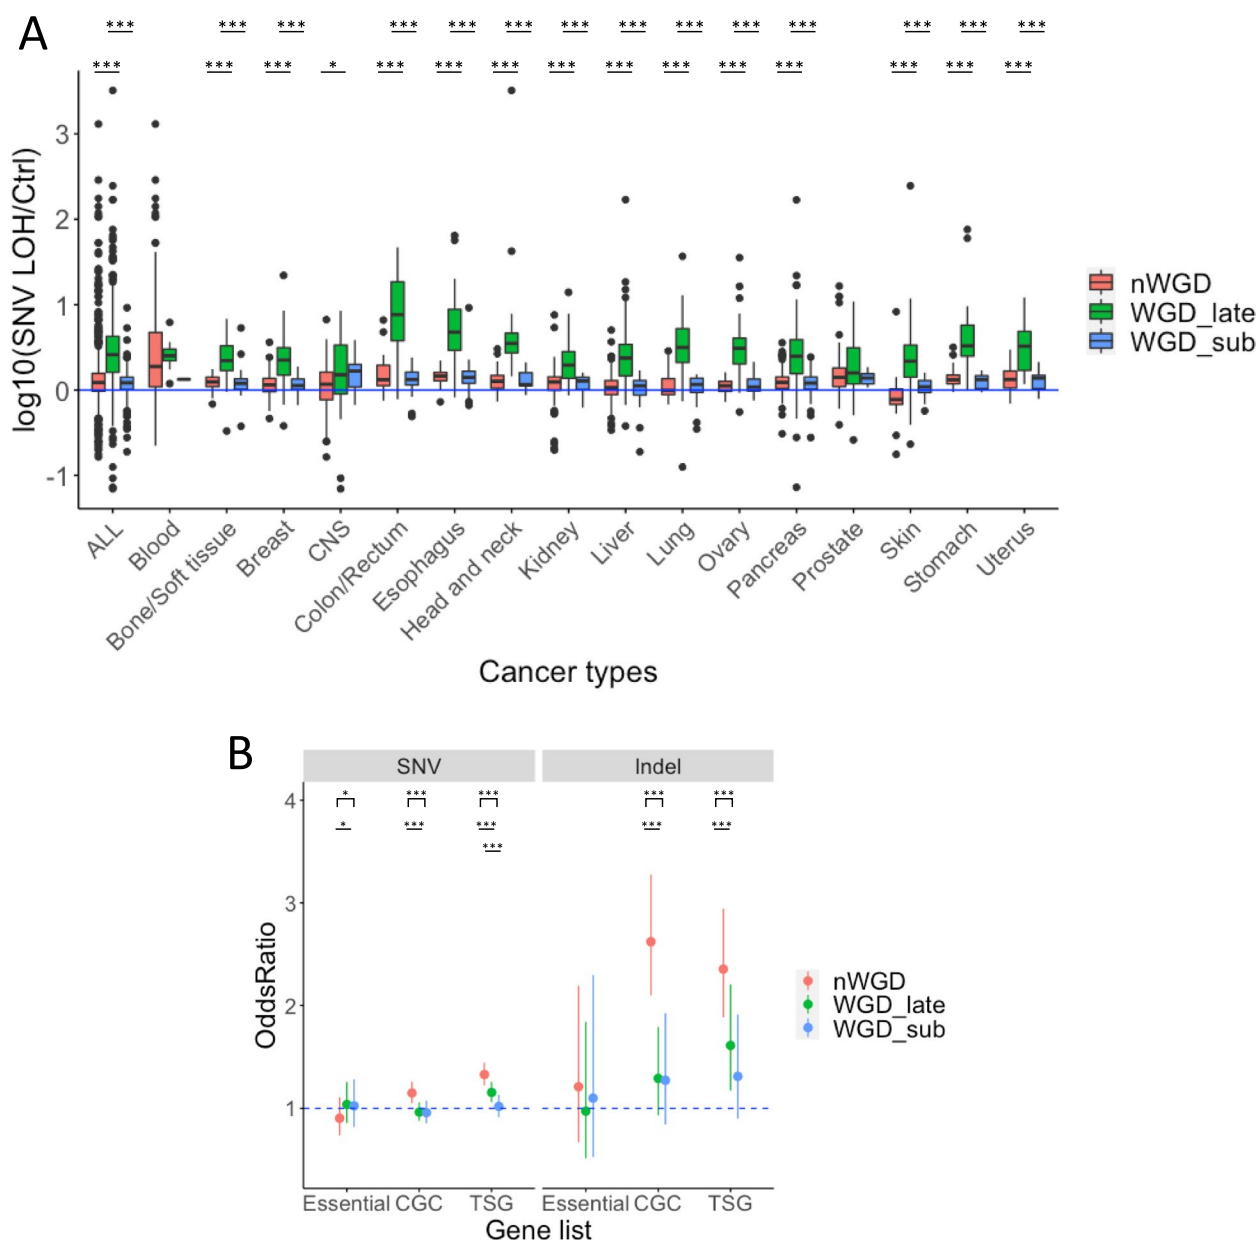 A
*** *** *** *** *** *** *** *** *** *** *** *** *** ***
*** *** *** * *** *** *** *** *** *** *** *** *** *** ***
log10(SNV LOH/Ctrl)
3
2
1
0
-1
ALL Blood Bone/Soft tissue Breast CNS Colon/Rectum Esophagus Head and neck Kidney Liver Lung Ovary Pancreas Prostate Skin Stomach Uterus
Cancer types
nWGD
WGD_late
WGD_sub
B
SNV Indel
* *** *** *** ***
* *** *** *** ***
***
OddsRatio
4
3
2
1
Essential CGC TSG Essential CGC TSG
Gene list
nWGD
WGD_late
WGD_sub